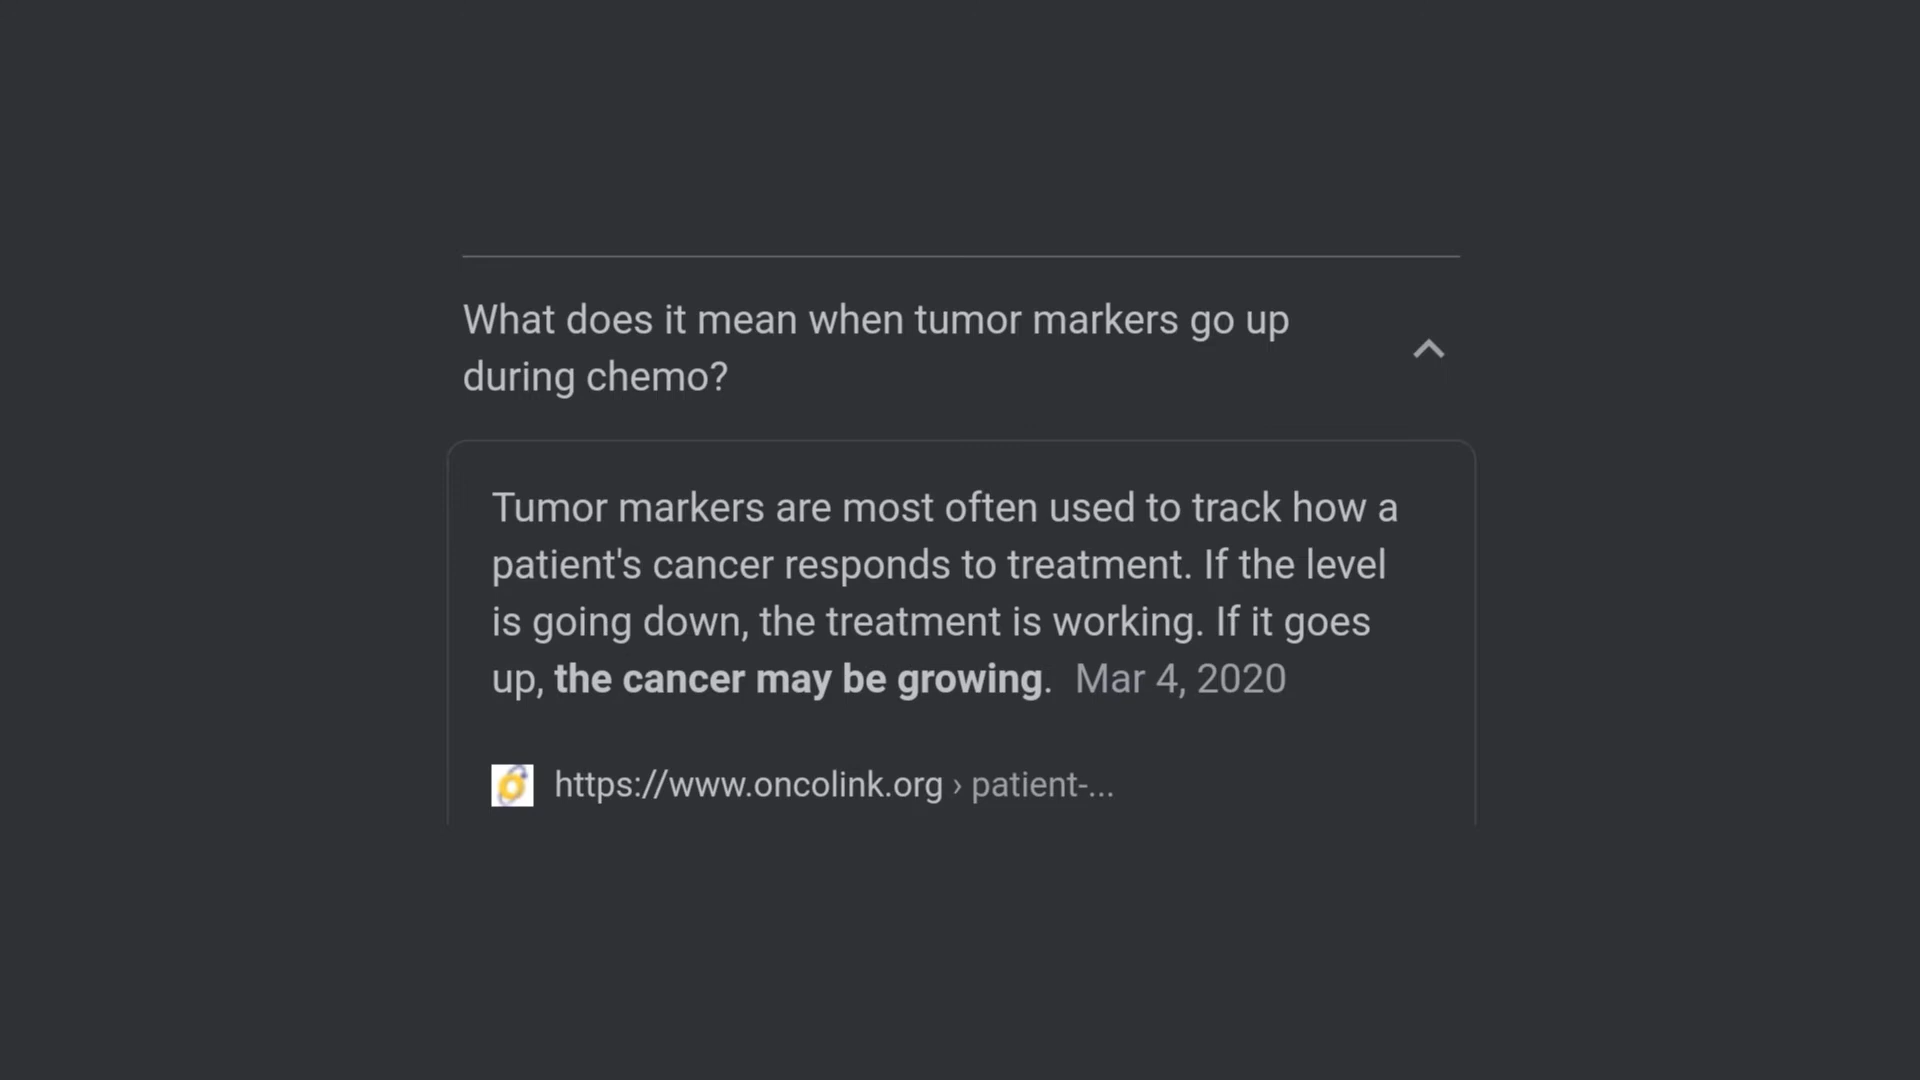 What does it mean when tumor markers go up
during chemo?
Tumor markers are most often used to track how a
patient's cancer responds to treatment. If the level
is going down, the treatment is working. If it goes
up, the cancer may be growing. Mar 4, 2020
https://www.oncolink.org › patient-...